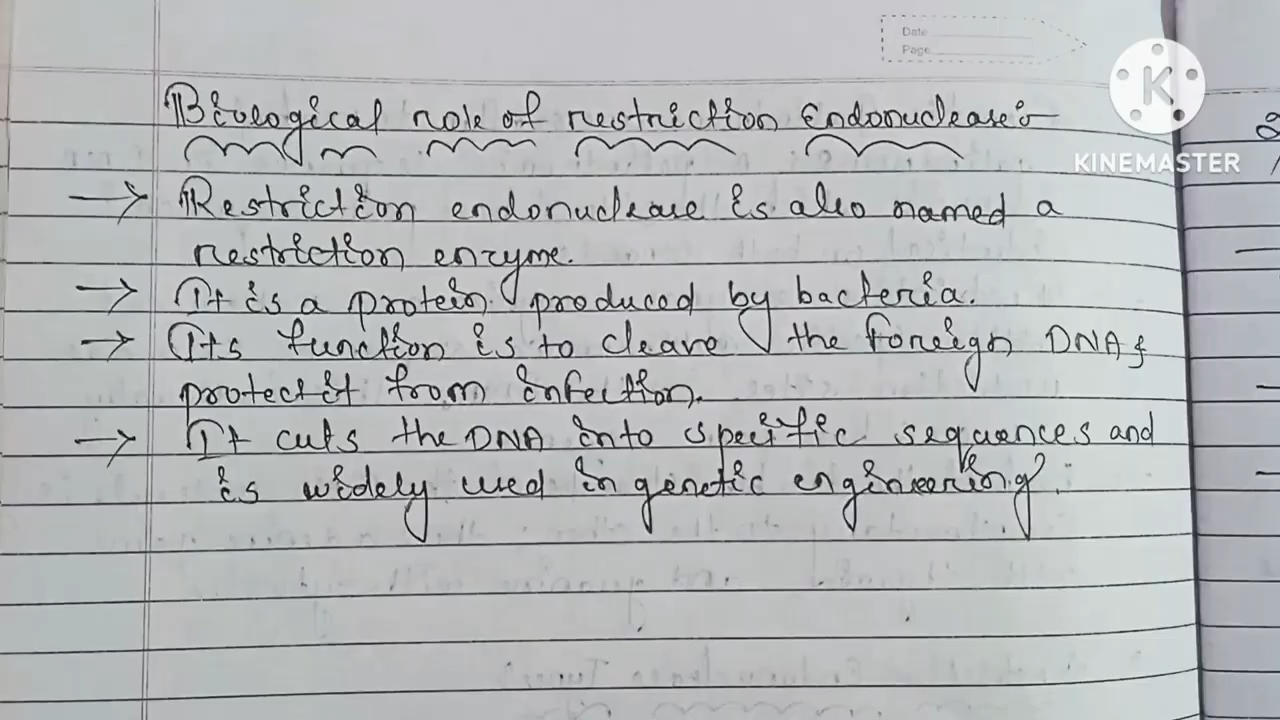 Date
Page
K
KINEMASTER
Biological role of restriction Endonuclease:-
→ Restriction endonuclease is also named a
restriction enzyme.
→ It is a protein produced by bacteria.
→ Its function is to cleave the foreign DNA &
protect it from infection.
→ It cuts the DNA into specific sequences and
is widely used in genetic engineering.